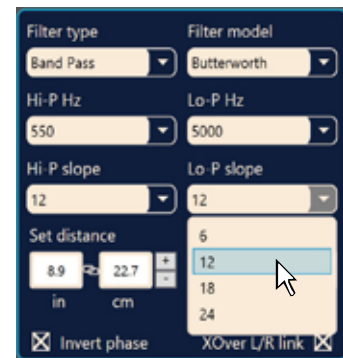 Filter type Filter model
Band Pass Butterworth
Hi-P Hz Lo-P Hz
550 5000
Hi-P slope Lo-P slope
12 12
Set distance 6
8.9 22.7 + - 12
in cm 18
24
Invert phase XOver L/R link